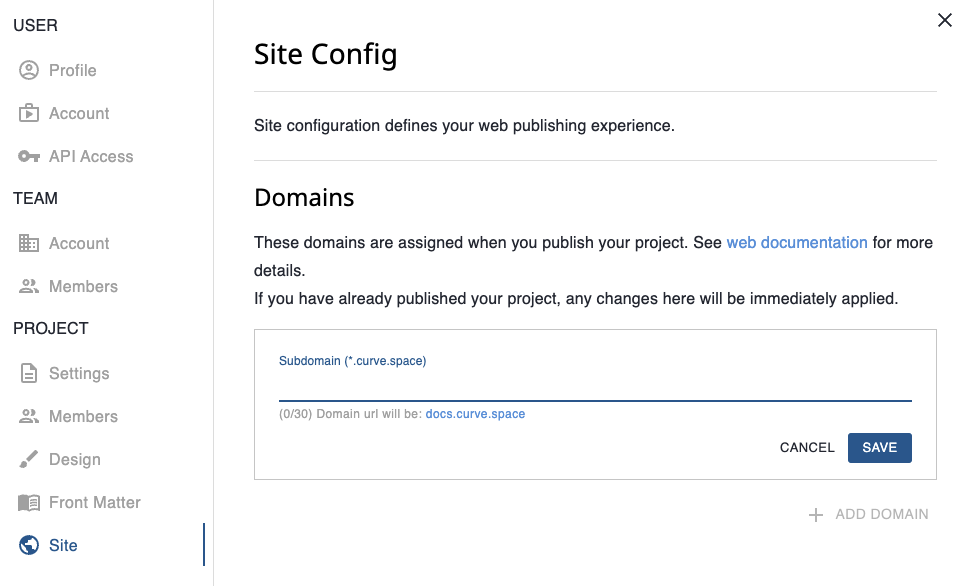 USER
Profile
Account
API Access
TEAM
Account
Members
PROJECT
Settings
Members
Design
Front Matter
Site
Site Config
Site configuration defines your web publishing experience.
Domains
These domains are assigned when you publish your project. See web documentation for more
details.
If you have already published your project, any changes here will be immediately applied.
Subdomain (*.curve.space)
(0/30) Domain url will be: docs.curve.space
CANCEL SAVE
ADD DOMAIN